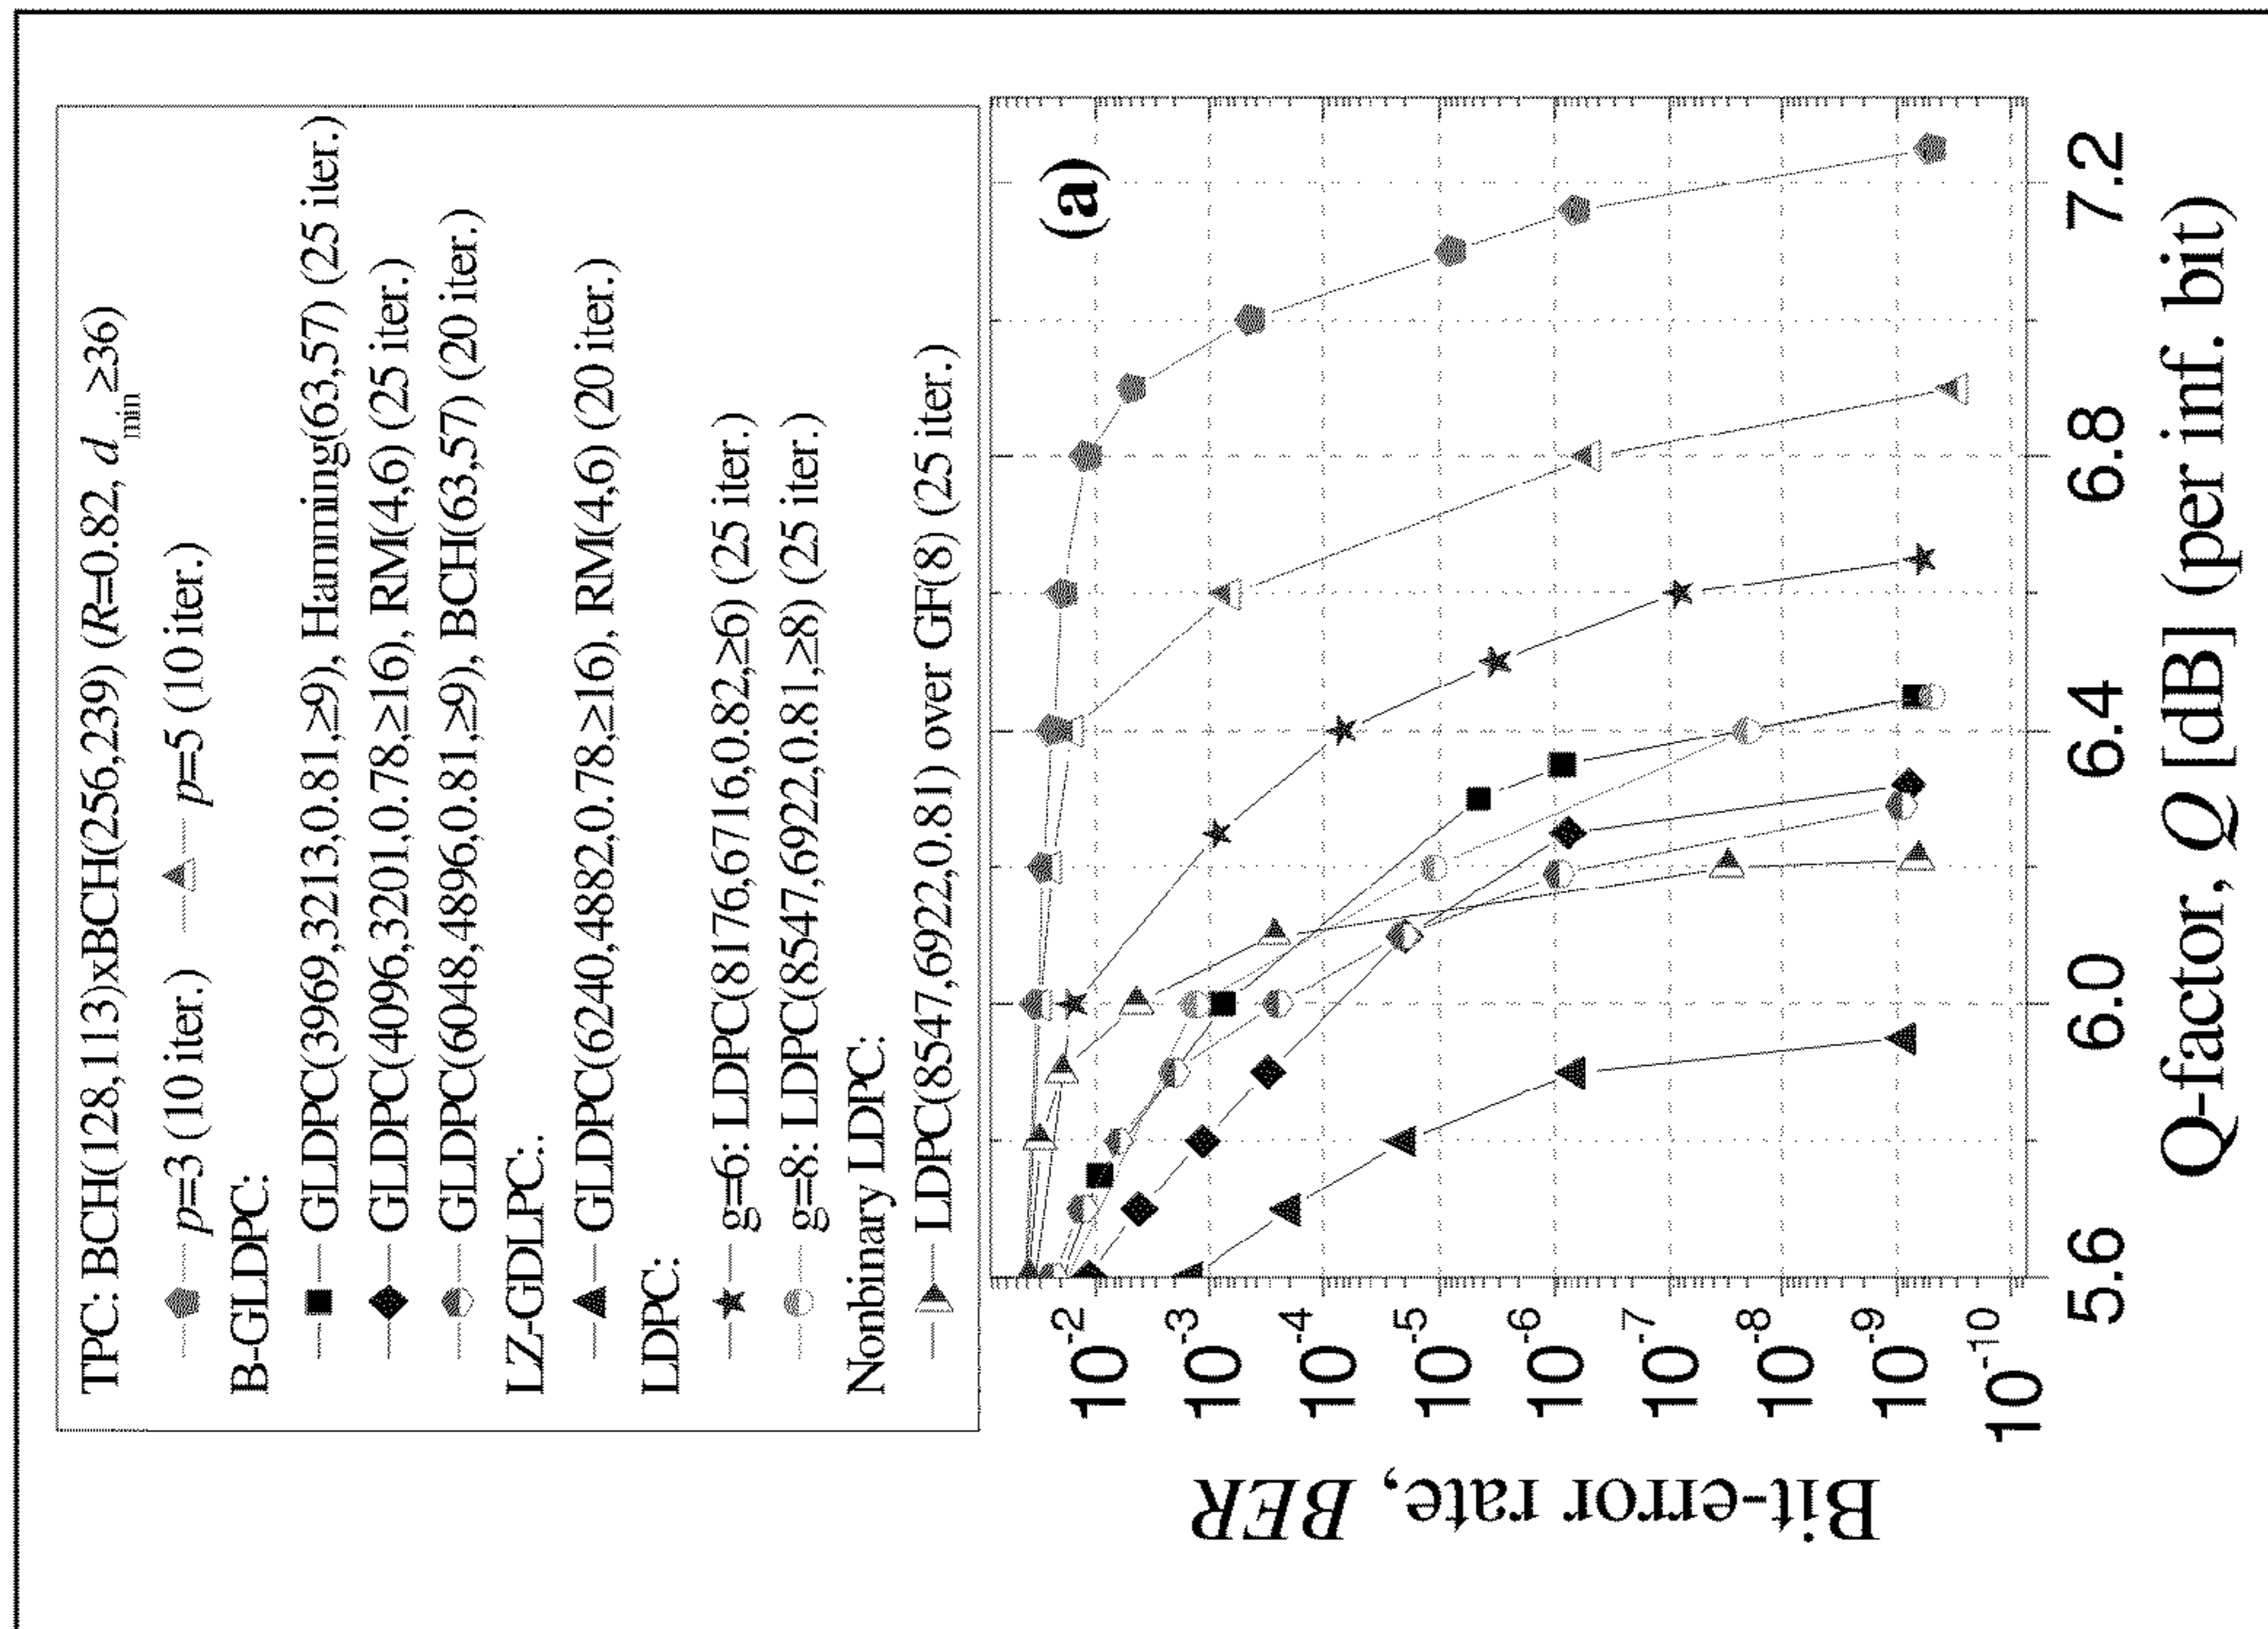 TPC: BCH(128,113)xBCH(256,239) (R=0.82, d min ≥36)
p=3 (10 iter.) p=5 (10 iter.)
B-GLDPC:
GLDPC(3969,3213,0.81,≥9), Hamming(63,57) (25 iter.)
GLDPC(4096,3201,0.78,≥16), RM(4,6) (25 iter.)
GLDPC(6048,4896,0.81,≥9), BCH(63,57) (20 iter.)
LZ-GDLPC:.
GLDPC(6240,4882,0.78,≥16), RM(4,6) (20 iter.)
LDPC:
g=6: LDPC(8176,6716,0.82,≥6) (25 iter.)
g=8: LDPC(8547,6922,0.81,≥8) (25 iter.)
Nonbinary LDPC:
LDPC(8547,6922,0.81) over GF(8) (25 iter.)
(a)
10-2
10-3
10-4
10-5
10-6
10-7
10-8
10-9
10-10
Bit-error rate, BER
5.6 6.0 6.4 6.8 7.2
Q-factor, Q [dB] (per inf. bit)